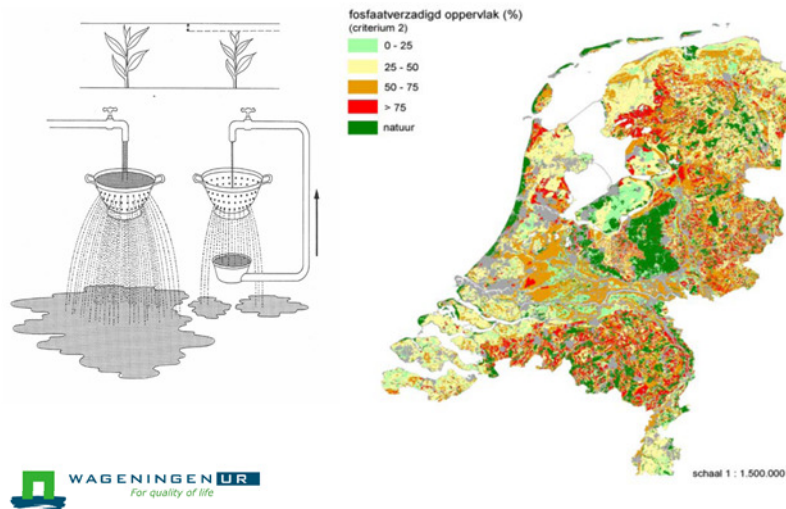 fosfaatverzadigd oppervlak (%)
(criterium 2)
0 - 25
25 - 50
50 - 75
> 75
natuur
schaal 1 : 1.500.000
WAGENINGEN UR
For quality of life